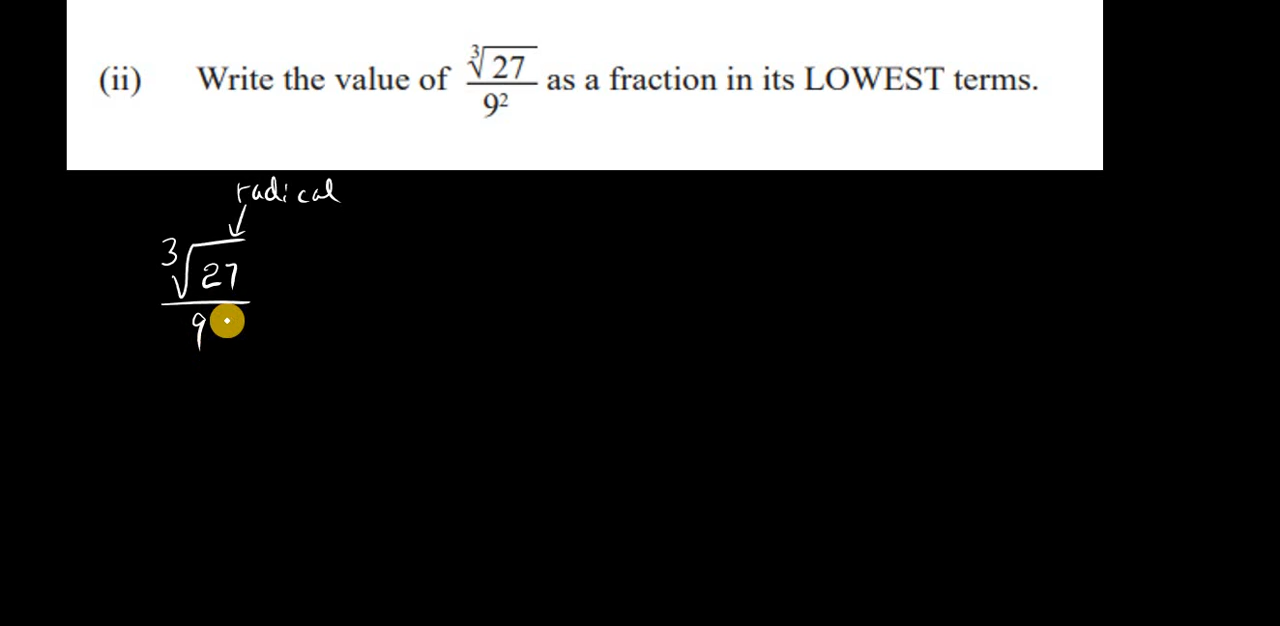 (ii) Write the value of ∛27 / 9² as a fraction in its LOWEST terms.
radical
∛27
9